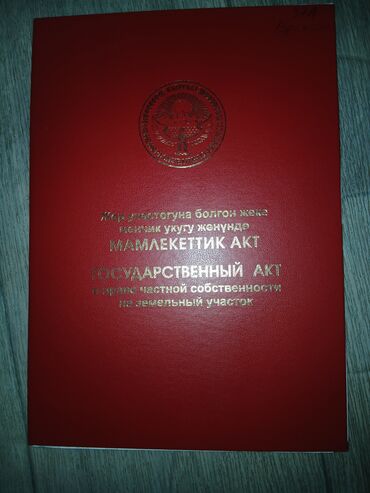 Жер участогуна болгон жеке
менчик укугу жөнүндө
МАМЛЕКЕТТИК АКТ
ГОСУДАРСТВЕННЫЙ АКТ
о праве частной собственности
на земельный участок